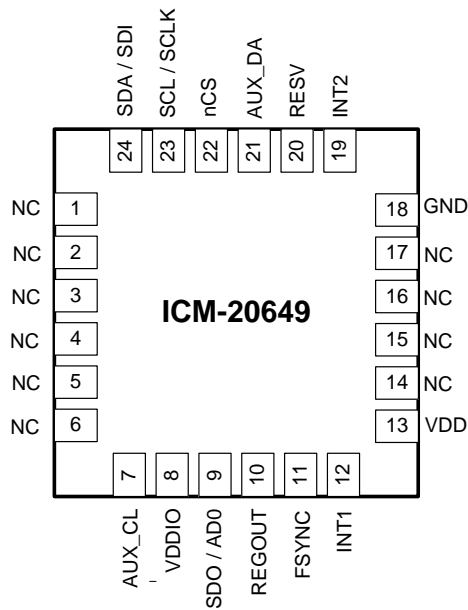 SDA / SDI
SCL / SCLK
nCS
AUX_DA
RESV
INT2
24
23
22
21
20
19
NC
1
18
GND
NC
2
17
NC
NC
3
16
NC
ICM-20649
NC
4
15
NC
NC
5
14
NC
NC
6
13
VDD
7
8
9
10
11
12
AUX_CL
VDDIO
SDO / AD0
REGOUT
FSYNC
INT1